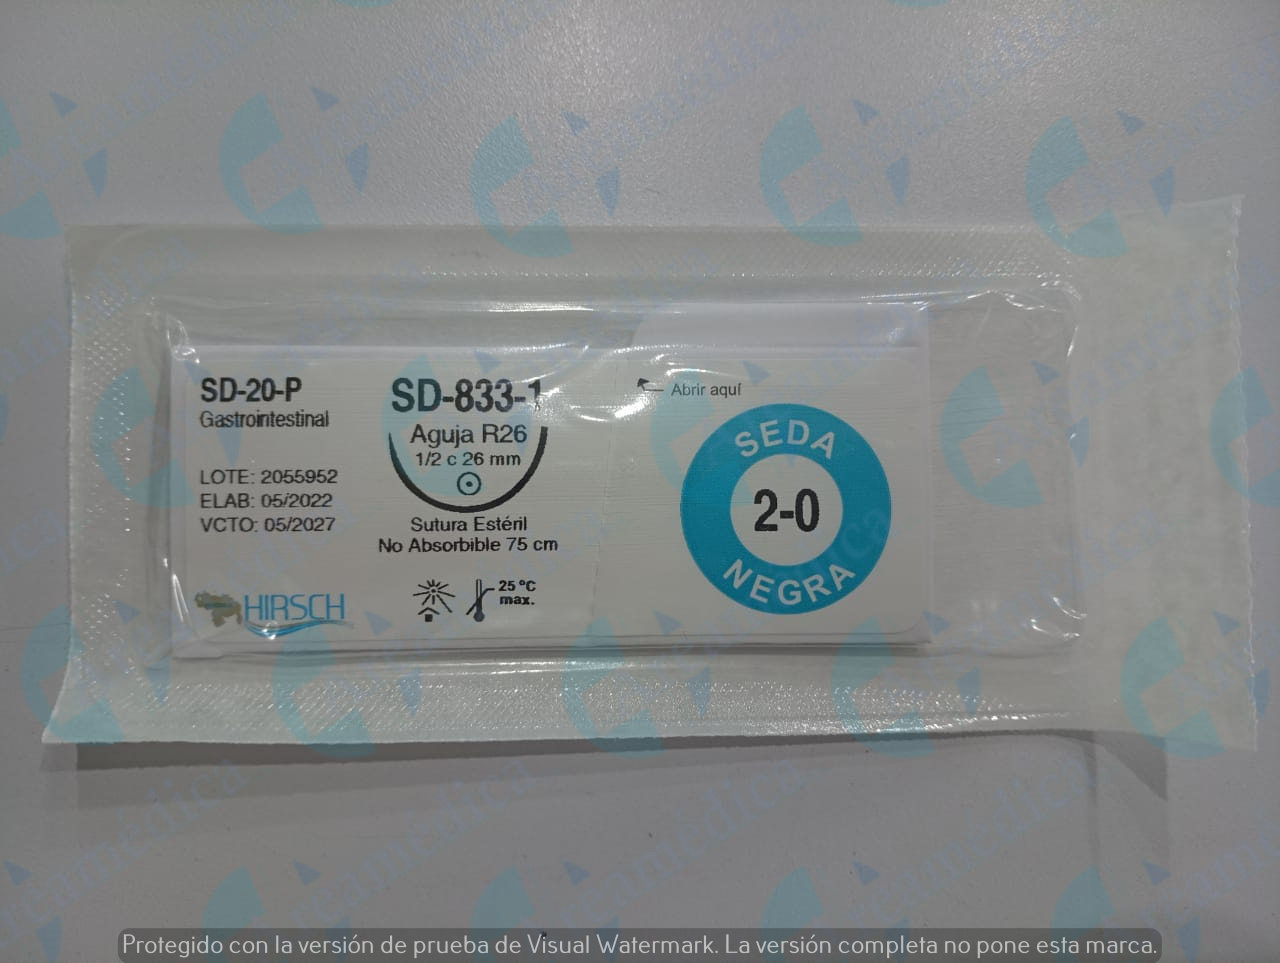 SD-20-P
Gastrointestinal
LOTE: 2055952
ELAB: 05/2022
VCTO: 05/2027
HIRSCH
SD-833-1
Aguja R26
1/2 c 26 mm
Sutura Estéril
No Absorbible 75 cm
25 ºC
max.
Abrir aquí
SEDA
2-0
NEGRA
Protegido con la versión de prueba de Visual Watermark. La versión completa no pone esta marca.